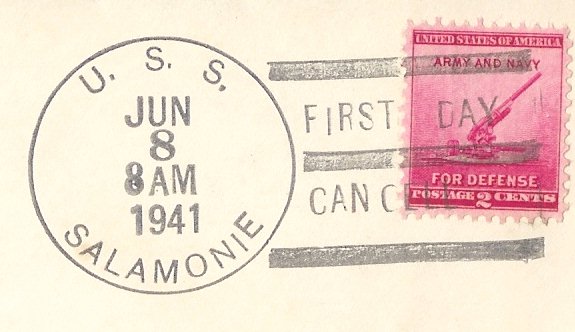 U. S. S.
JUN
8
8 AM
1941
SALAMONIE
FIRST DAY
CANCELL
UNITED STATES OF AMERICA
ARMY AND NAVY
FOR DEFENSE
POSTAGE 2 CENTS